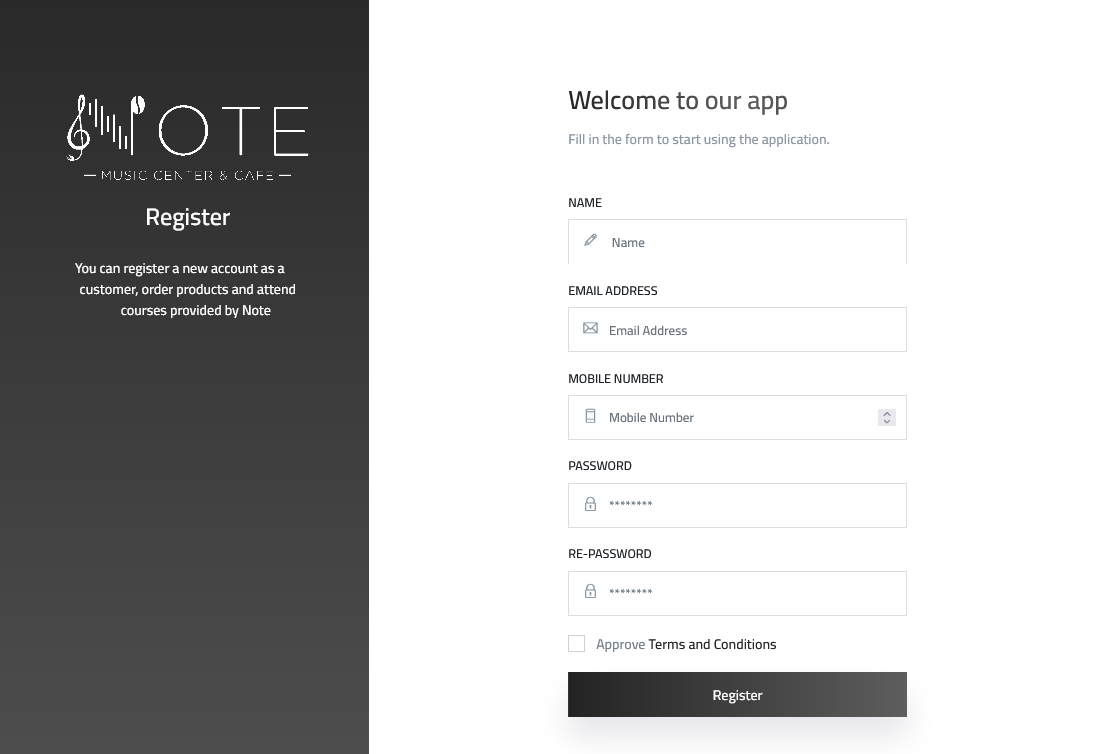 NOTE
MUSIC CENTER & CAFE
Register
You can register a new account as a
customer, order products and attend
courses provided by Note
Welcome to our app
Fill in the form to start using the application.
NAME
Name
EMAIL ADDRESS
Email Address
MOBILE NUMBER
Mobile Number
PASSWORD
********
RE-PASSWORD
********
Approve Terms and Conditions
Register